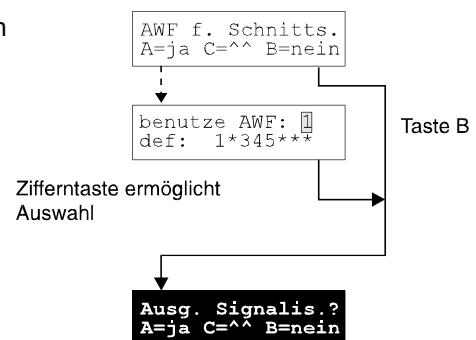 n
AWF f. Schnitts.
A=ja C=^^ B=nein
benutze AWF: 1
def:  1*345***
Taste B
Zifferntaste ermöglicht
Auswahl
Ausg. Signalis.?
A=ja C=^^ B=nein